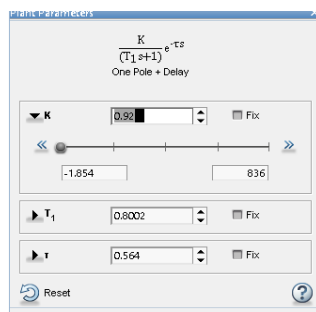 Plant Parameters
K
(T1s+1) e-τs
One Pole + Delay
K 0.92 Fix
-1.854 836
T1 0.8002 Fix
τ 0.564 Fix
Reset